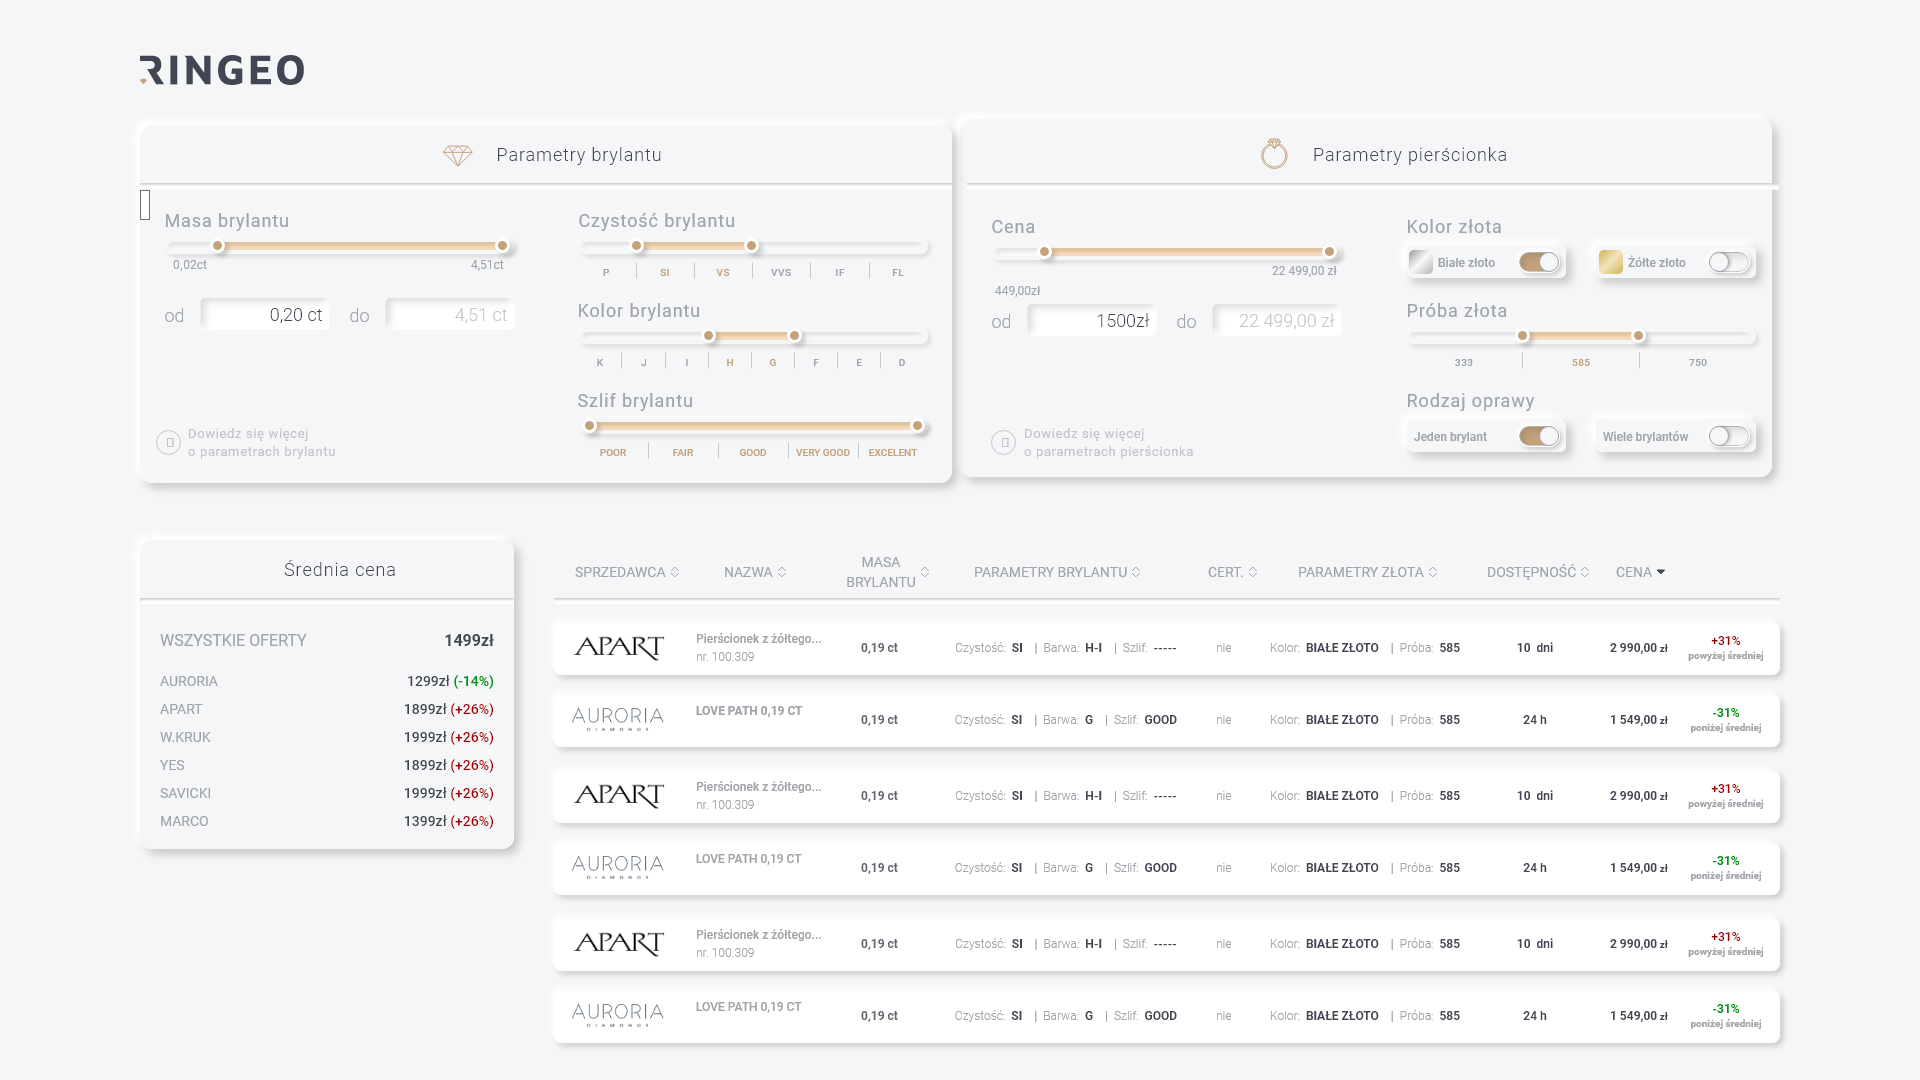 RINGEO
Parametry brylantu
Masa brylantu
0,02ct
4,51ct
od 0,20 ct do 4,51 ct
Dowiedz się więcej
o parametrach brylantu
Czystość brylantu
P SI VS VVS IF FL
Kolor brylantu
K J I H G F E D
Szlif brylantu
POOR FAIR GOOD VERY GOOD EXCELENT
Parametry pierścionka
Cena
22 499,00 zł
449,00zł
od 1500zł do 22 499,00 zł
Dowiedz się więcej
o parametrach pierścionka
Kolor złota
Białe złoto Żółte złoto
Próba złota
333 585 750
Rodzaj oprawy
Jeden brylant Wiele brylantów
Średnia cena
WSZYSTKIE OFERTY 1499zł
AURORIA 1299zł (-14%)
APART 1899zł (+26%)
W.KRUK 1999zł (+26%)
YES 1899zł (+26%)
SAVICKI 1999zł (+26%)
MARCO 1399zł (+26%)
SPRZEDAWCA NAZWA MASA BRYLANTU PARAMETRY BRYLANTU CERT. PARAMETRY ZŁOTA DOSTĘPNOŚĆ CENA
APART Pierścionek z żółtego... 0,19 ct Czystość: SI | Barwa: H-I | Szlif: ----- nie Kolor: BIAŁE ZŁOTO | Próba: 585 10 dni 2 990,00 zł +31%
nr. 100.309 powyżej średniej
AURORIA LOVE PATH 0,19 CT 0,19 ct Czystość: SI | Barwa: G | Szlif: GOOD nie Kolor: BIAŁE ZŁOTO | Próba: 585 24 h 1 549,00 zł -31%
DIAMONDS poniżej średniej
APART Pierścionek z żółtego... 0,19 ct Czystość: SI | Barwa: H-I | Szlif: ----- nie Kolor: BIAŁE ZŁOTO | Próba: 585 10 dni 2 990,00 zł +31%
nr. 100.309 powyżej średniej
AURORIA LOVE PATH 0,19 CT 0,19 ct Czystość: SI | Barwa: G | Szlif: GOOD nie Kolor: BIAŁE ZŁOTO | Próba: 585 24 h 1 549,00 zł -31%
DIAMONDS poniżej średniej
APART Pierścionek z żółtego... 0,19 ct Czystość: SI | Barwa: H-I | Szlif: ----- nie Kolor: BIAŁE ZŁOTO | Próba: 585 10 dni 2 990,00 zł +31%
nr. 100.309 powyżej średniej
AURORIA LOVE PATH 0,19 CT 0,19 ct Czystość: SI | Barwa: G | Szlif: GOOD nie Kolor: BIAŁE ZŁOTO | Próba: 585 24 h 1 549,00 zł -31%
DIAMONDS poniżej średniej